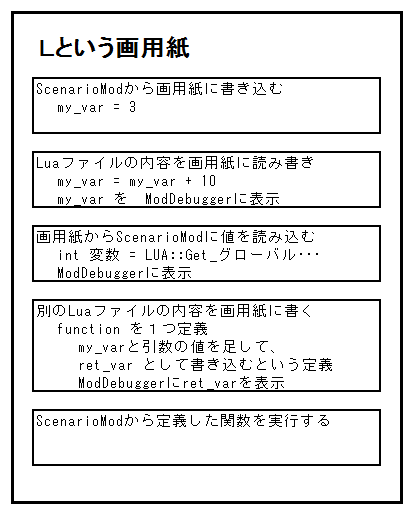 Lという画用紙
ScenarioModから画用紙に書き込む
my_var = 3
Luaファイルの内容を画用紙に読み書き
my_var = my_var + 10
my_var を　ModDebuggerに表示
画用紙からScenarioModに値を読み込む
int 変数 = LUA::Get_グローバル･･･
ModDebuggerに表示
別のLuaファイルの内容を画用紙に書く
function を１つ定義
my_varと引数の値を足して、
ret_var として書き込むという定義
ModDebuggerにret_varを表示
ScenarioModから定義した関数を実行する